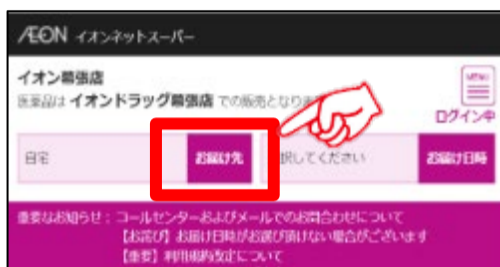 ÆON イオンネットスーパー
イオン幕張店
医薬品は イオンドラッグ幕張店 での販売となります
MENU
ログイン中
自宅
お届け先
択してください
お届け日時
重要なお知らせ：コールセンターおよびメールでのお問合わせについて
【お詫び】お届け日時がお選び頂けない場合がございます
【重要】利用規約改定について